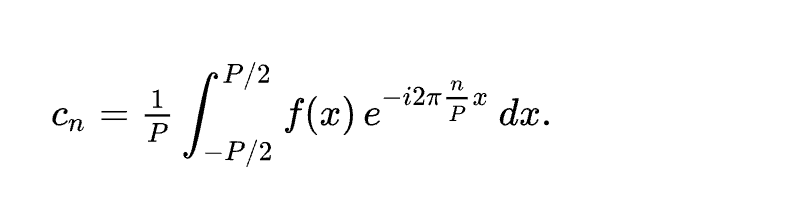 c_n = \frac{1}{P} \int_{-P/2}^{P/2} f(x) e^{-i2\pi \frac{n}{P} x} dx.